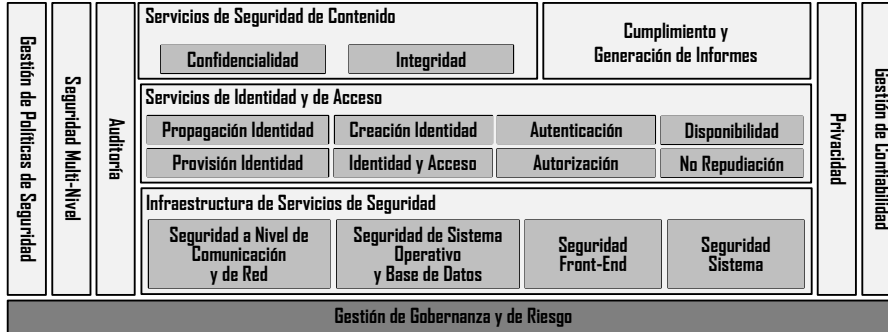 Gestión de Políticas de Seguridad
Seguridad Multi-Nivel
Auditoría
Servicios de Seguridad de Contenido
Confidencialidad
Integridad
Cumplimiento y
Generación de Informes
Servicios de Identidad y de Acceso
Propagación Identidad
Creación Identidad
Autenticación
Disponibilidad
Provisión Identidad
Identidad y Acceso
Autorización
No Repudiación
Infraestructura de Servicios de Seguridad
Seguridad a Nivel de
Comunicación
y de Red
Seguridad de Sistema
Operativo
y Base de Datos
Seguridad
Front-End
Seguridad
Sistema
Privacidad
Gestión de Confiabilidad
Gestión de Gobernanza y de Riesgo